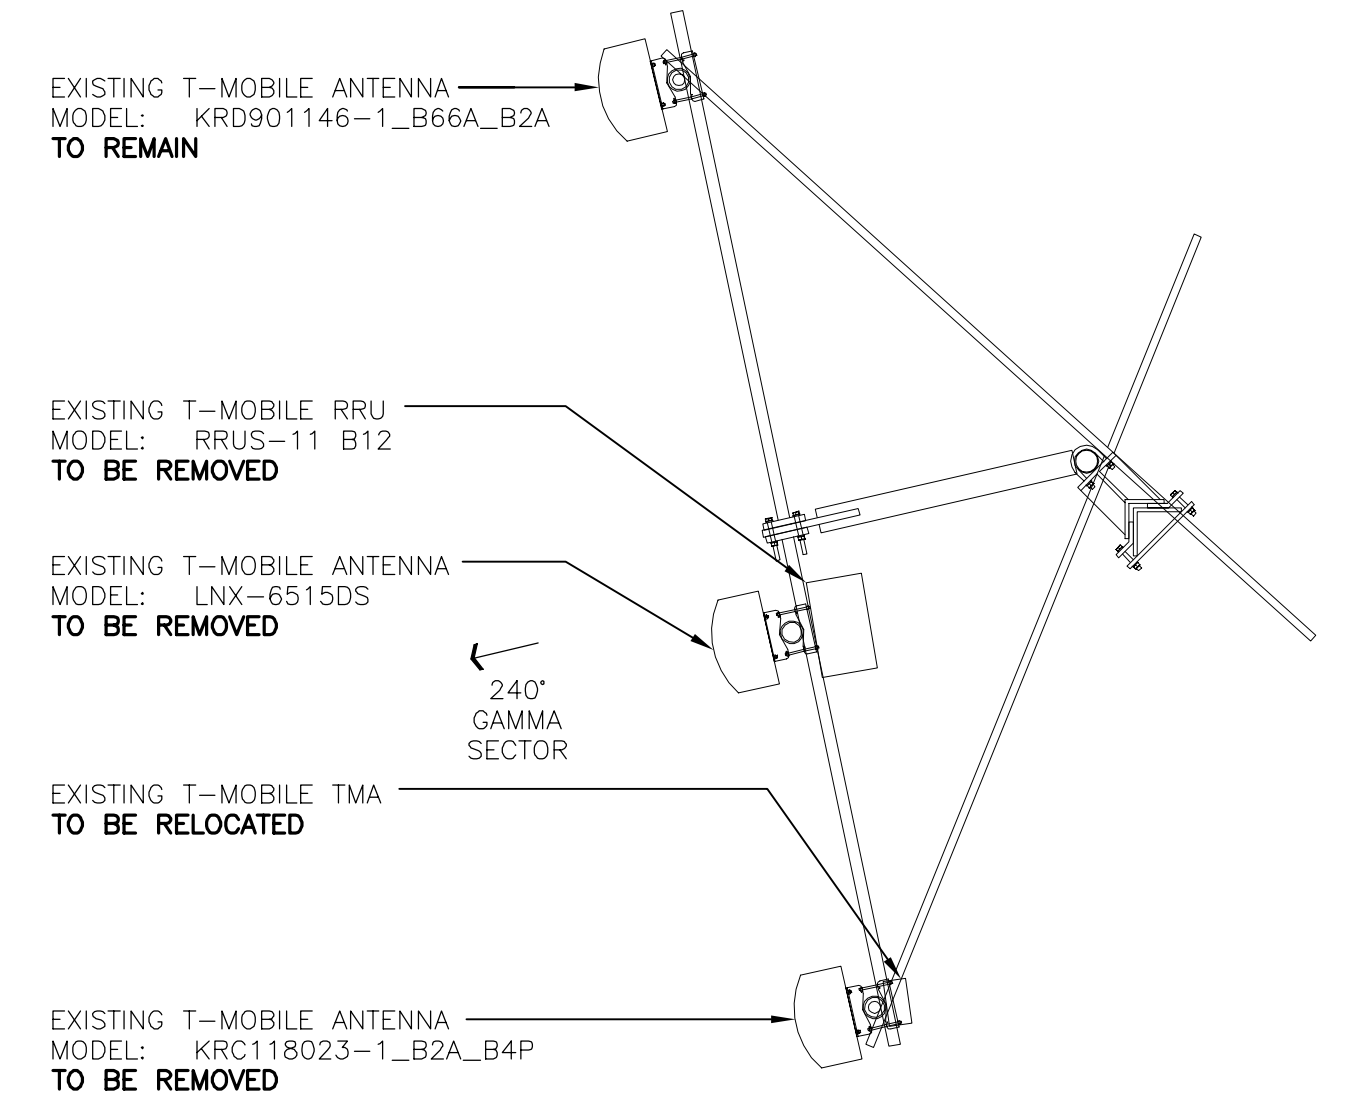 EXISTING T-MOBILE ANTENNA
MODEL: KRD901146-1_B66A_B2A
TO REMAIN
EXISTING T-MOBILE RRU
MODEL: RRUS-11 B12
TO BE REMOVED
EXISTING T-MOBILE ANTENNA
MODEL: LNX-6515DS
TO BE REMOVED
240°
GAMMA
SECTOR
EXISTING T-MOBILE TMA
TO BE RELOCATED
EXISTING T-MOBILE ANTENNA
MODEL: KRC118023-1_B2A_B4P
TO BE REMOVED